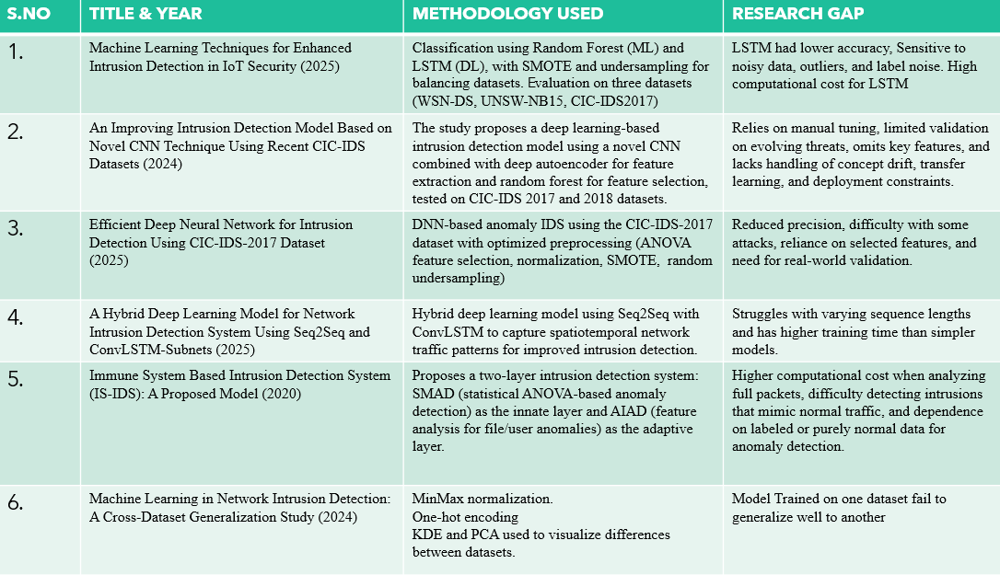 S.NO
TITLE & YEAR
METHODOLOGY USED
RESEARCH GAP
1.
Machine Learning Techniques for Enhanced
Intrusion Detection in IoT Security (2025)
Classification using Random Forest (ML) and
LSTM (DL), with SMOTE and undersampling for
balancing datasets. Evaluation on three datasets
(WSN-DS, UNSW-NB15, CIC-IDS2017)
LSTM had lower accuracy, Sensitive to
noisy data, outliers, and label noise. High
computational cost for LSTM
2.
An Improving Intrusion Detection Model Based on
Novel CNN Technique Using Recent CIC-IDS
Datasets (2024)
The study proposes a deep learning-based
intrusion detection model using a novel CNN
combined with deep autoencoder for feature
extraction and random forest for feature selection,
tested on CIC-IDS 2017 and 2018 datasets.
Relies on manual tuning, limited validation
on evolving threats, omits key features, and
lacks handling of concept drift, transfer
learning, and deployment constraints.
3.
Efficient Deep Neural Network for Intrusion
Detection Using CIC-IDS-2017 Dataset
(2025)
DNN-based anomaly IDS using the CIC-IDS-2017
dataset with optimized preprocessing (ANOVA
feature selection, normalization, SMOTE, random
undersampling)
Reduced precision, difficulty with some
attacks, reliance on selected features, and
need for real-world validation.
4.
A Hybrid Deep Learning Model for Network
Intrusion Detection System Using Seq2Seq and
ConvLSTM-Subnets (2025)
Hybrid deep learning model using Seq2Seq with
ConvLSTM to capture spatiotemporal network
traffic patterns for improved intrusion detection.
Struggles with varying sequence lengths
and has higher training time than simpler
models.
5.
Immune System Based Intrusion Detection System
(IS-IDS): A Proposed Model (2020)
Proposes a two-layer intrusion detection system:
SMAD (statistical ANOVA-based anomaly
detection) as the innate layer and AIAD (feature
analysis for file/user anomalies) as the adaptive
layer.
Higher computational cost when analyzing
full packets, difficulty detecting intrusions
that mimic normal traffic, and dependence
on labeled or purely normal data for
anomaly detection.
6.
Machine Learning in Network Intrusion Detection:
A Cross-Dataset Generalization Study (2024)
MinMax normalization.
One-hot encoding
KDE and PCA used to visualize differences
between datasets.
Model Trained on one dataset fail to
generalize well to another